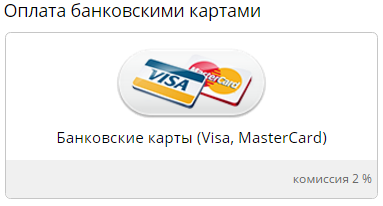 Оплата банковскими картами
VISA
MasterCard
Банковские карты (Visa, MasterCard)
комиссия 2 %